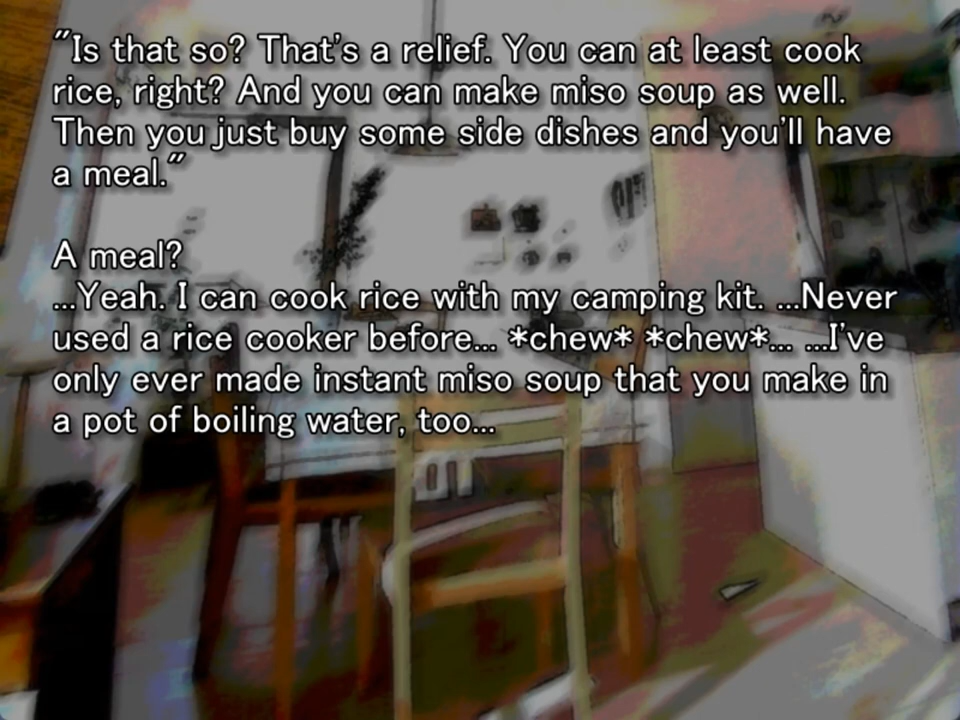 "Is that so? That's a relief. You can at least cook
rice, right? And you can make miso soup as well.
Then you just buy some side dishes and you'll have
a meal."
A meal?
...Yeah. I can cook rice with my camping kit. ...Never
used a rice cooker before... *chew* *chew*... ...I've
only ever made instant miso soup that you make in
a pot of boiling water, too...